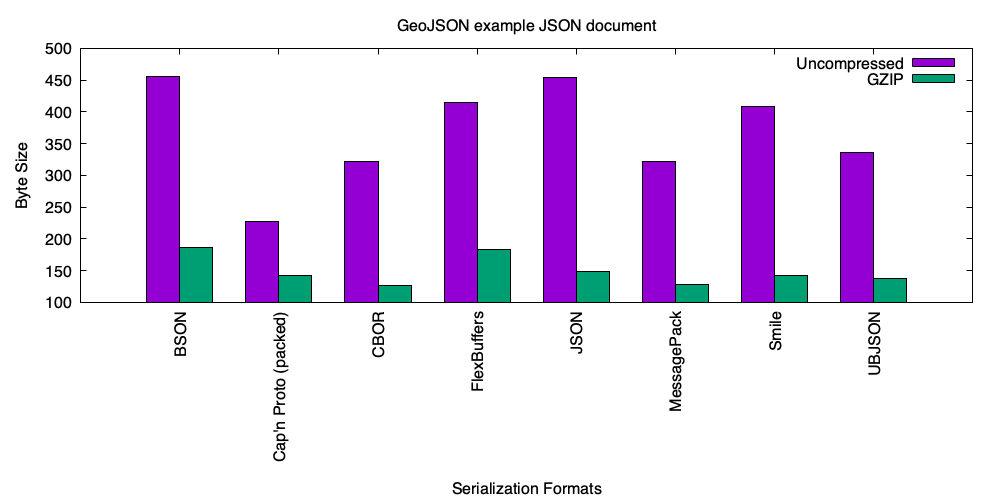 GeoJSON example JSON document
500
450
400
350
300
250
200
150
100
Byte Size
Uncompressed
GZIP
BSON
Cap'n Proto (packed)
CBOR
FlexBuffers
JSON
MessagePack
Smile
UBJSON
Serialization Formats